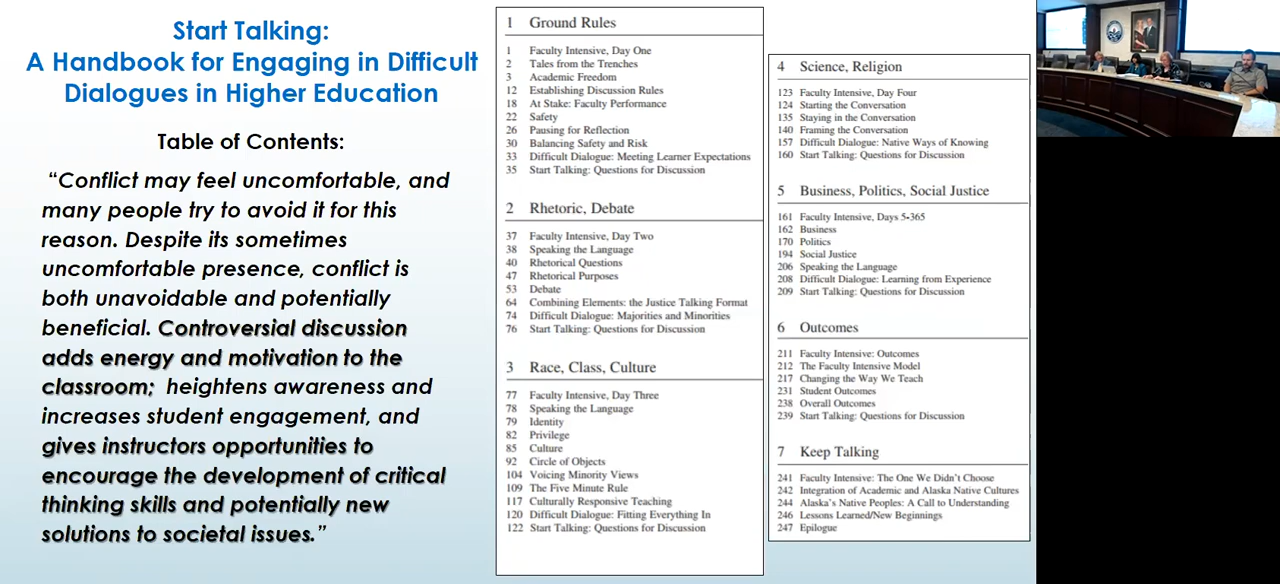 Start Talking:
A Handbook for Engaging in Difficult
Dialogues in Higher Education
Table of Contents:
“Conflict may feel uncomfortable, and
many people try to avoid it for this
reason. Despite its sometimes
uncomfortable presence, conflict is
both unavoidable and potentially
beneficial. Controversial discussion
adds energy and motivation to the
classroom; heightens awareness and
increases student engagement, and
gives instructors opportunities to
encourage the development of critical
thinking skills and potentially new
solutions to societal issues.”
1 Ground Rules
1 Faculty Intensive, Day One
2 Tales from the Trenches
3 Academic Freedom
12 Establishing Discussion Rules
18 At Stake: Faculty Performance
22 Safety
26 Pausing for Reflection
30 Balancing Safety and Risk
33 Difficult Dialogue: Meeting Learner Expectations
35 Start Talking: Questions for Discussion
2 Rhetoric, Debate
37 Faculty Intensive, Day Two
38 Speaking the Language
40 Rhetorical Questions
47 Rhetorical Purposes
53 Debate
64 Combining Elements: the Justice Talking Format
74 Difficult Dialogue: Majorities and Minorities
76 Start Talking: Questions for Discussion
3 Race, Class, Culture
77 Faculty Intensive, Day Three
78 Speaking the Language
79 Identity
82 Privilege
85 Culture
92 Circle of Objects
104 Voicing Minority Views
109 The Five Minute Rule
117 Culturally Responsive Teaching
120 Difficult Dialogue: Fitting Everything In
122 Start Talking: Questions for Discussion
4 Science, Religion
123 Faculty Intensive, Day Four
124 Starting the Conversation
135 Staying in the Conversation
140 Framing the Conversation
157 Difficult Dialogue: Native Ways of Knowing
160 Start Talking: Questions for Discussion
5 Business, Politics, Social Justice
161 Faculty Intensive, Days 5-365
162 Business
170 Politics
194 Social Justice
206 Speaking the Language
208 Difficult Dialogue: Learning from Experience
209 Start Talking: Questions for Discussion
6 Outcomes
211 Faculty Intensive: Outcomes
212 The Faculty Intensive Model
217 Changing the Way We Teach
231 Student Outcomes
238 Overall Outcomes
239 Start Talking: Questions for Discussion
7 Keep Talking
241 Faculty Intensive: The One We Didn't Choose
242 Integration of Academic and Alaska Native Cultures
244 Alaska's Native Peoples: A Call to Understanding
246 Lessons Learned/New Beginnings
247 Epilogue